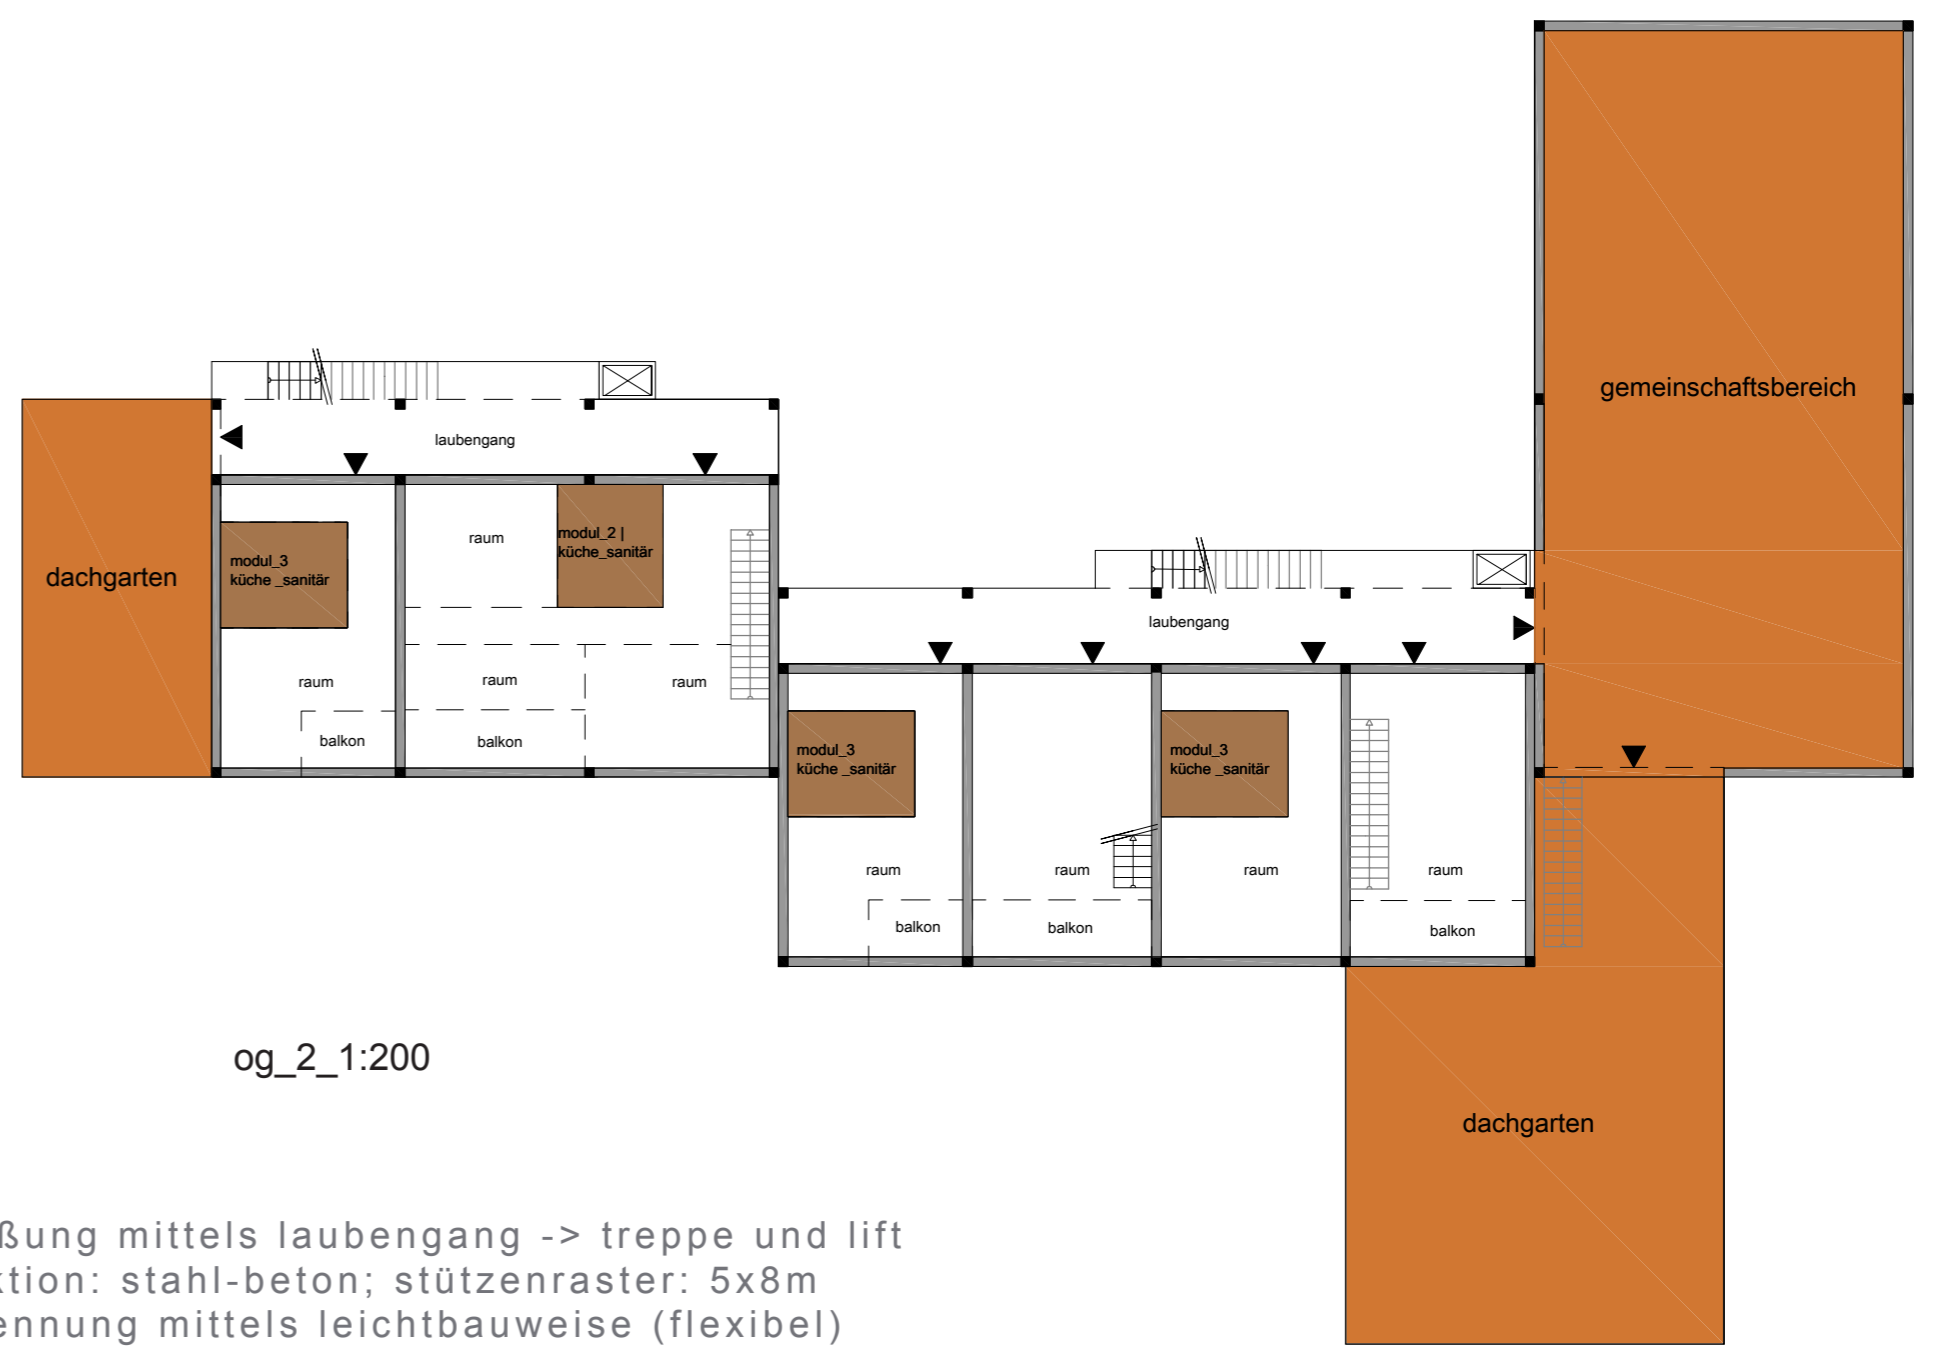 gemeinschaftsbereich
laubengang
dachgarten
modul_3
küche _sanitär
raum
modul_2 |
küche_sanitär
raum
balkon
raum
balkon
raum
laubengang
modul_3
küche _sanitär
raum
balkon
raum
balkon
modul_3
küche _sanitär
raum
raum
balkon
dachgarten
og_2_1:200
ßung mittels laubengang -> treppe und lift
ktion: stahl-beton; stützenraster: 5x8m
ennung mittels leichtbauweise (flexibel)